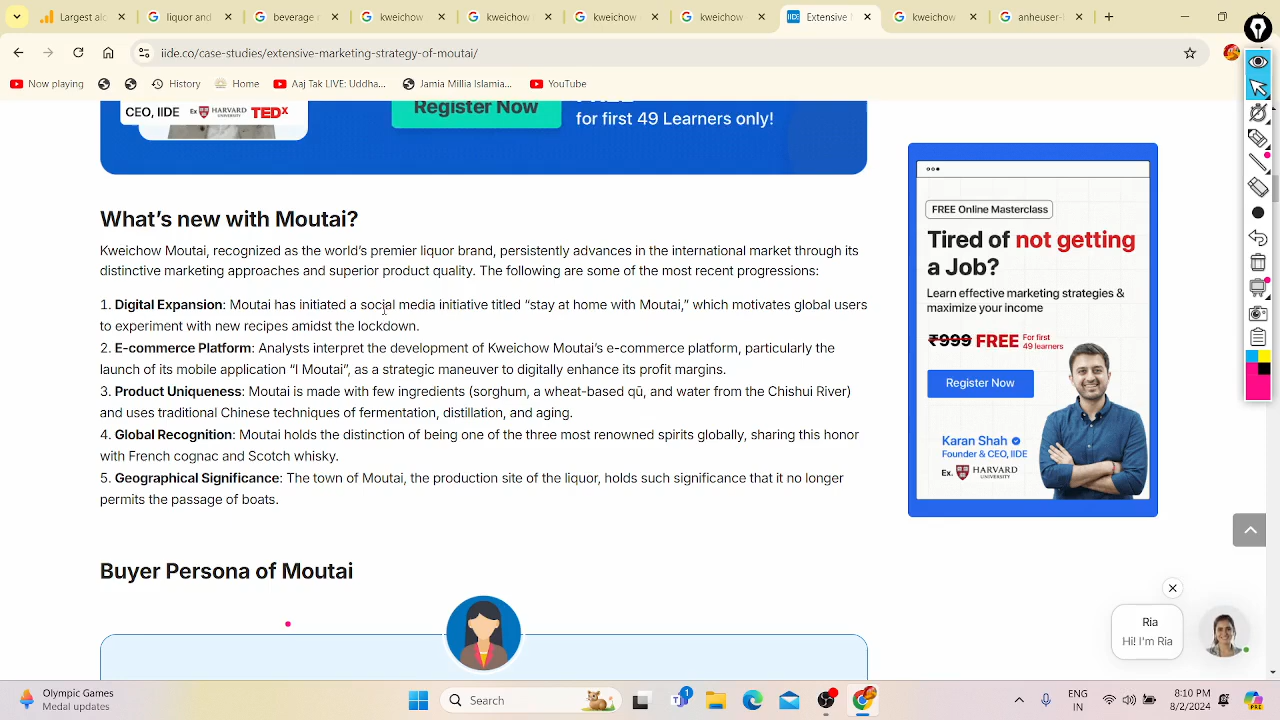 Largest alc
liquor and
beverage a
kweichow
kweichow
kweichow
kweichow
Extensive
kweichow
anheuser-
iide.co/case-studies/extensive-marketing-strategy-of-moutai/
Now playing
History
Home
Aaj Tak LIVE: Uddha...
Jamia Millia Islamia...
YouTube
CEO, IIDE Ex HARVARD UNIVERSITY TEDx
Register Now
for first 49 Learners only!
What's new with Moutai?
Kweichow Moutai, recognized as the world's most valuable liquor brand, persistently advances in the international market through its
distinctive marketing approaches and superior product quality. The following are some of the most recent progressions:
1. Digital Expansion: Moutai has initiated a social media initiative titled "stay at home with Moutai," which motivates global users
to experiment with new recipes amidst the lockdown.
2. E-commerce Platform: Analysts interpret the development of Kweichow Moutai's e-commerce platform, particularly the
launch of its mobile application "I Moutai", as a strategic maneuver to digitally enhance its profit margins.
3. Product Uniqueness: Moutai is made with few ingredients (sorghum, a wheat-based qū, and water from the Chishui River)
and uses traditional Chinese techniques of fermentation, distillation, and aging.
4. Global Recognition: Moutai holds the distinction of being one of the three most renowned spirits globally, sharing this honor
with French cognac and Scotch whisky.
5. Geographical Significance: The town of Moutai, the production site of the liquor, holds such significance that it no longer
permits the passage of boats.
Buyer Persona of Moutai
FREE Online Masterclass
Tired of not getting
a Job?
Learn effective marketing strategies &
maximize your income
₹999 FREE For first
49 learners
Register Now
Karan Shah
Founder & CEO, IIDE
Ex. HARVARD
UNIVERSITY
Ria
Hi! I'm Ria
Olympic Games
Medal updates
Search
1
ENG
IN
8:10 PM
8/2/2024
PRE